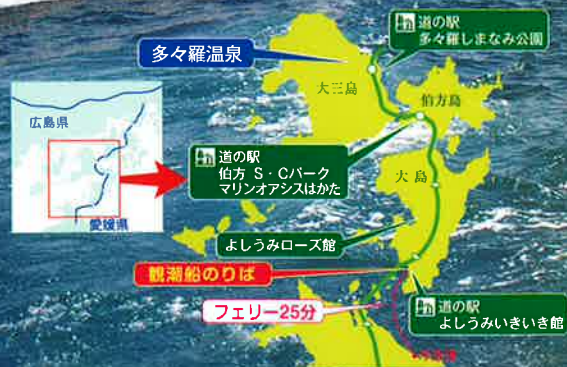 道の駅
多々羅しまなみ公園
多々羅温泉
大三島
伯方島
広島県
道の駅
伯方 S・Cパーク
マリンオアシスはかた
大島
愛媛県
よしうみローズ館
観潮船のりば
フェリー25分
道の駅
よしうみいきいき館